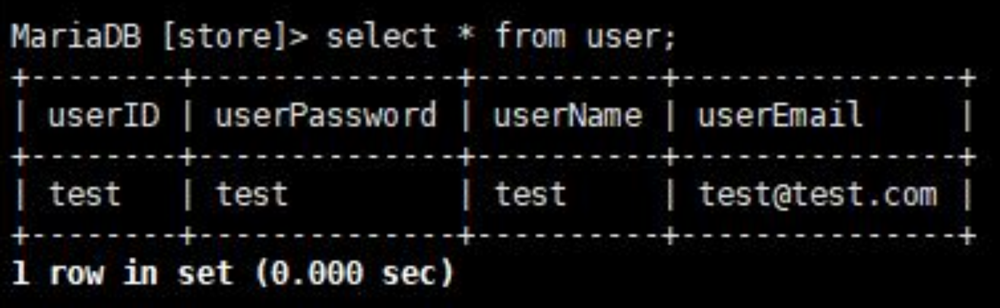 MariaDB [store]> select * from user;
+---------+---------------+-----------+----------------+
| userID | userPassword | userName | userEmail |
+---------+---------------+-----------+----------------+
| test | test | test | test@test.com |
+---------+---------------+-----------+----------------+
1 row in set (0.000 sec)